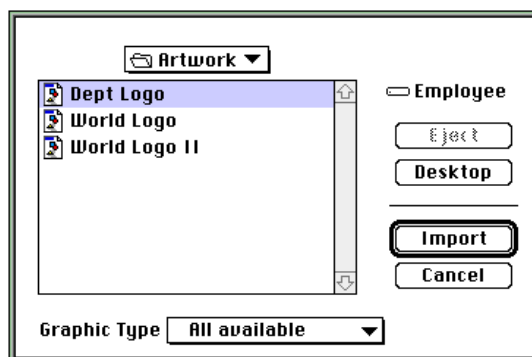 Artwork
Dept Logo
World Logo
World Logo II
Employee
Eject
Desktop
Import
Cancel
Graphic Type All available